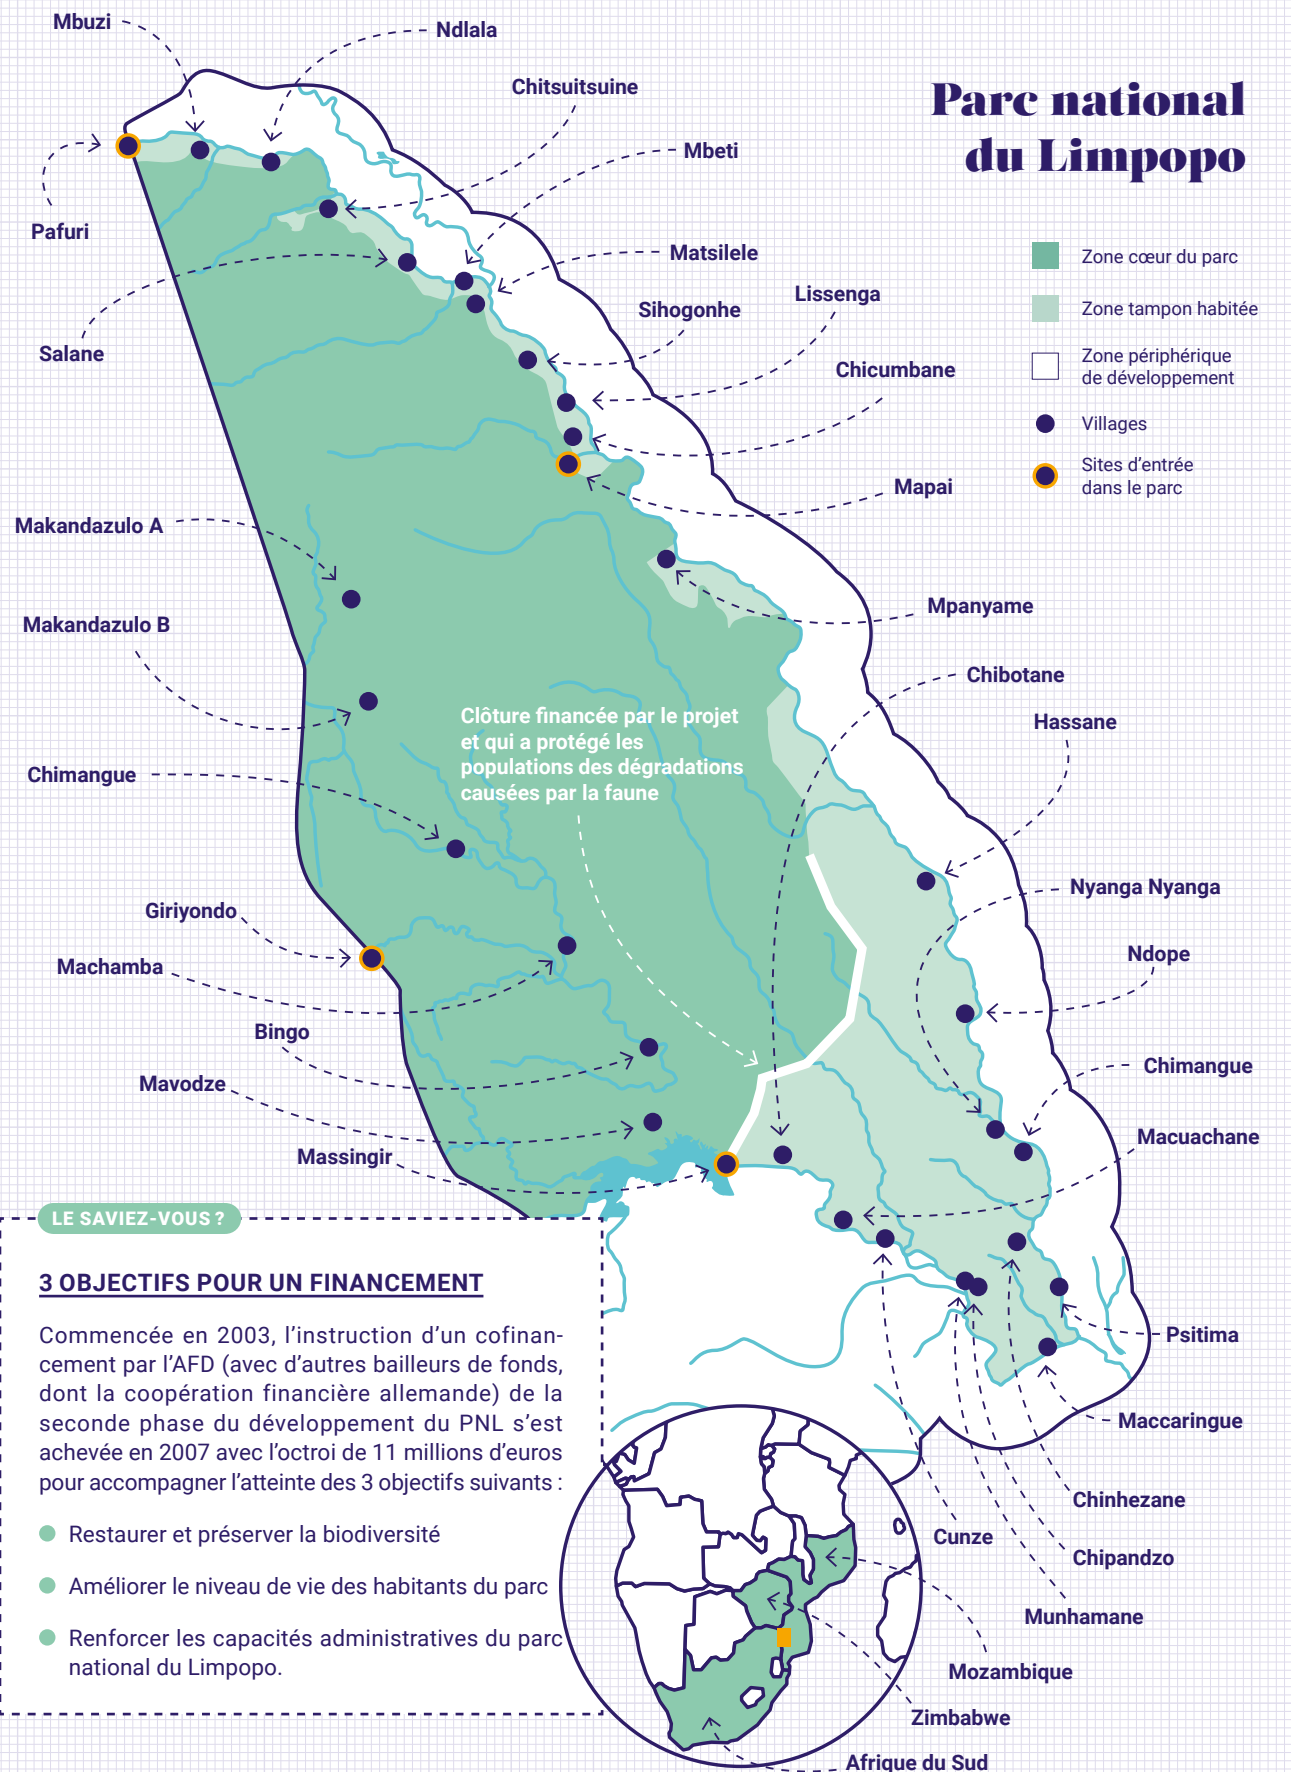 Mbuzi
Ndlala
Chitsuitsuine
Parc national
du Limpopo
Mbeti
Pafuri
Matsilele
Zone cœur du parc
Lissenga
Zone tampon habitée
Sihogonhe
Salane
Zone périphérique
de développement
Chicumbane
Villages
Sites d’entrée
dans le parc
Mapai
Makandazulo A
Mpanyame
Makandazulo B
Chibotane
Clôture financée par le projet
et qui a protégé les
populations des dégradations
causées par la faune
Hassane
Chimangue
Nyanga Nyanga
Giriyondo
Ndope
Machamba
Bingo
Chimangue
Mavodze
Macuachane
Massingir
LE SAVIEZ-VOUS ?
3 OBJECTIFS POUR UN FINANCEMENT
Commencée en 2003, l’instruction d’un cofinan-
cement par l’AFD (avec d’autres bailleurs de fonds,
dont la coopération financière allemande) de la
seconde phase du développement du PNL s’est
achevée en 2007 avec l’octroi de 11 millions d’euros
pour accompagner l’atteinte des 3 objectifs suivants :
Restaurer et préserver la biodiversité
Améliorer le niveau de vie des habitants du parc
Renforcer les capacités administratives du parc
national du Limpopo.
Psitima
Maccaringue
Chinhezane
Cunze
Chipandzo
Munhamane
Mozambique
Zimbabwe
Afrique du Sud